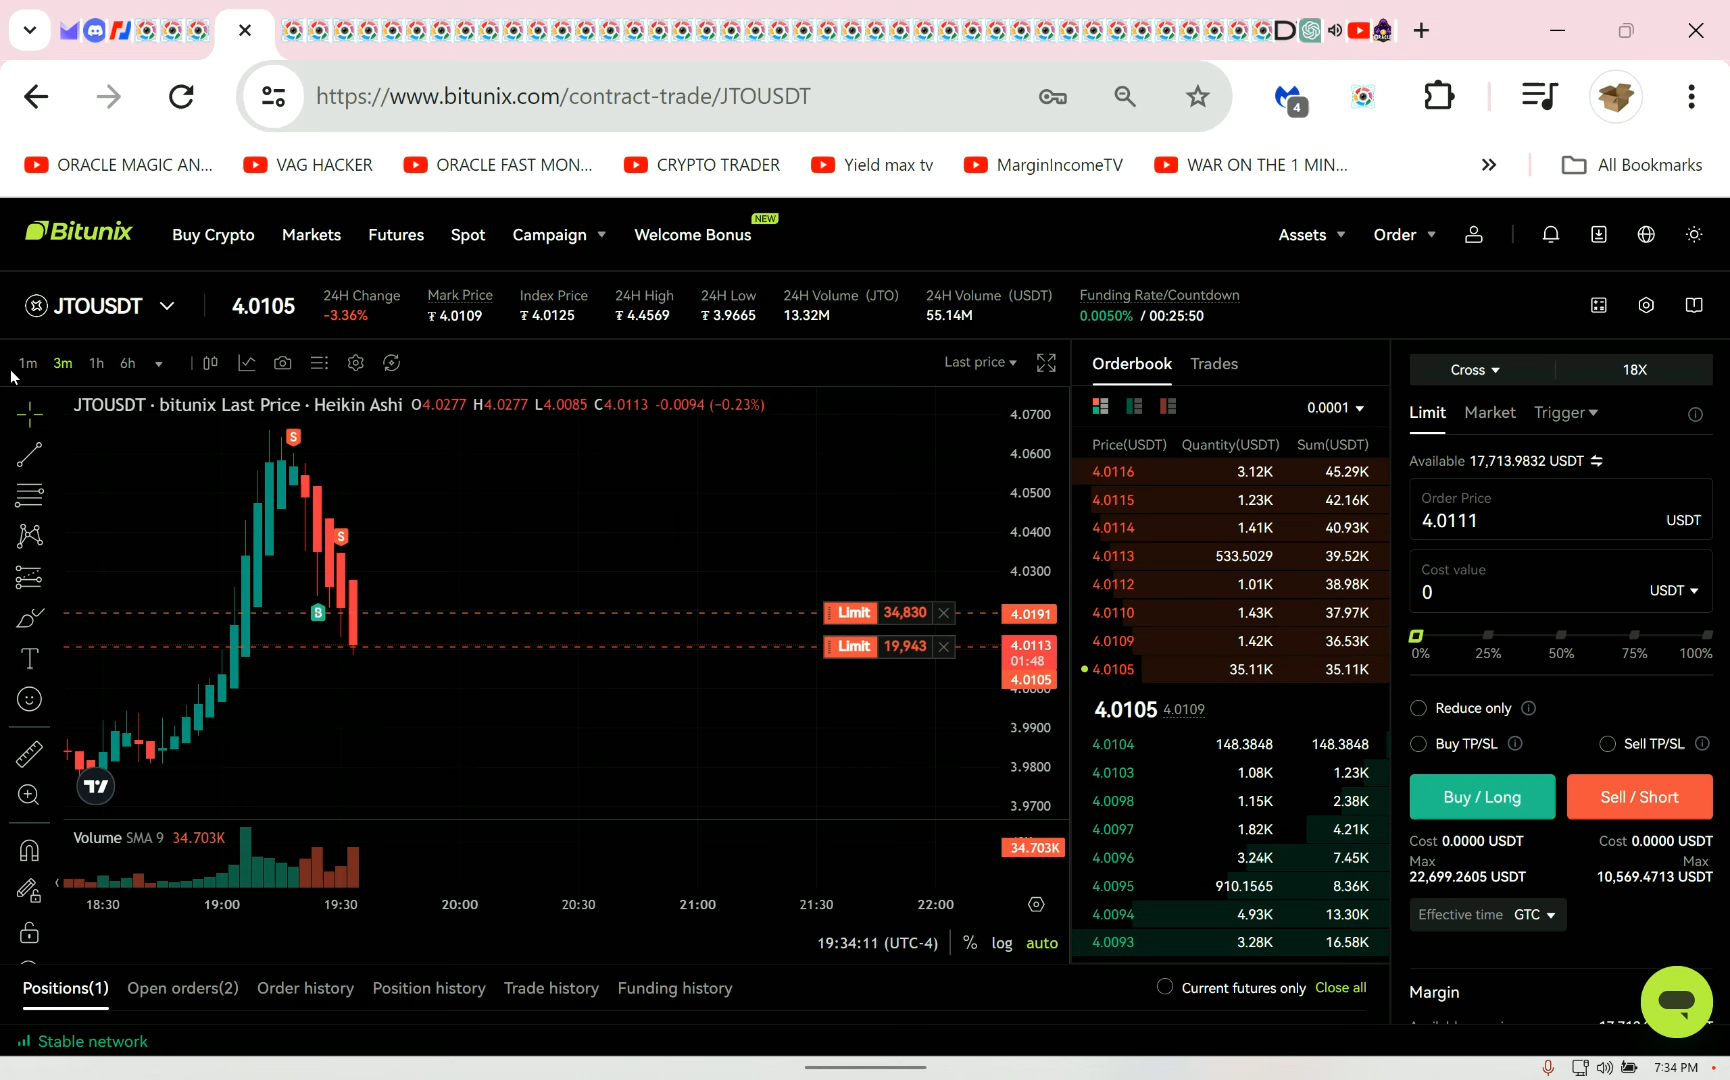 https://www.bitunix.com/contract-trade/JTOUSDT
4
ORACLE MAGIC AN... VAG HACKER ORACLE FAST MON... CRYPTO TRADER Yield max tv MarginIncomeTV WAR ON THE 1 MIN... » All Bookmarks
Bitunix Buy Crypto Markets Futures Spot Campaign Welcome Bonus NEW Assets Order
JTOUSDT 4.0105
24H Change Mark Price Index Price 24H High 24H Low 24H Volume (JTO) 24H Volume (USDT) Funding Rate/Countdown
-3.36% ₮ 4.0109 ₮ 4.0125 ₮ 4.4569 ₮ 3.9665 13.32M 55.14M 0.0050% / 00:25:50
1m 3m 1h 6h Last price
JTOUSDT · bitunix Last Price · Heikin Ashi O4.0277 H4.0277 L4.0085 C4.0113 -0.0094 (-0.23%)
4.0700
4.0600
4.0500
4.0400
4.0300
S
S
B
Limit 34,830 4.0191
Limit 19,943 4.0113
01:48
4.0105
4.0000
3.9900
3.9800
3.9700
Volume SMA 9 34.703K
34.703K
18:30 19:00 19:30 20:00 20:30 21:00 21:30 22:00
19:34:11 (UTC-4) % log auto
Orderbook Trades
0.0001
Price(USDT) Quantity(USDT) Sum(USDT)
4.0116 3.12K 45.29K
4.0115 1.23K 42.16K
4.0114 1.41K 40.93K
4.0113 533.5029 39.52K
4.0112 1.01K 38.98K
4.0110 1.43K 37.97K
4.0109 1.42K 36.53K
4.0105 35.11K 35.11K
4.0105 4.0109
4.0104 148.3848 148.3848
4.0103 1.08K 1.23K
4.0098 1.15K 2.38K
4.0097 1.82K 4.21K
4.0096 3.24K 7.45K
4.0095 910.1565 8.36K
4.0094 4.93K 13.30K
4.0093 3.28K 16.58K
Cross 18X
Limit Market Trigger
Available 17,713.9832 USDT
Order Price
4.0111 USDT
Cost value
0 USDT
0% 25% 50% 75% 100%
Reduce only
Buy TP/SL Sell TP/SL
Buy / Long Sell / Short
Cost 0.0000 USDT Cost 0.0000 USDT
Max Max
22,699.2605 USDT 10,569.4713 USDT
Effective time GTC
Margin
Positions(1) Open orders(2) Order history Position history Trade history Funding history Current futures only Close all
Stable network
7:34 PM